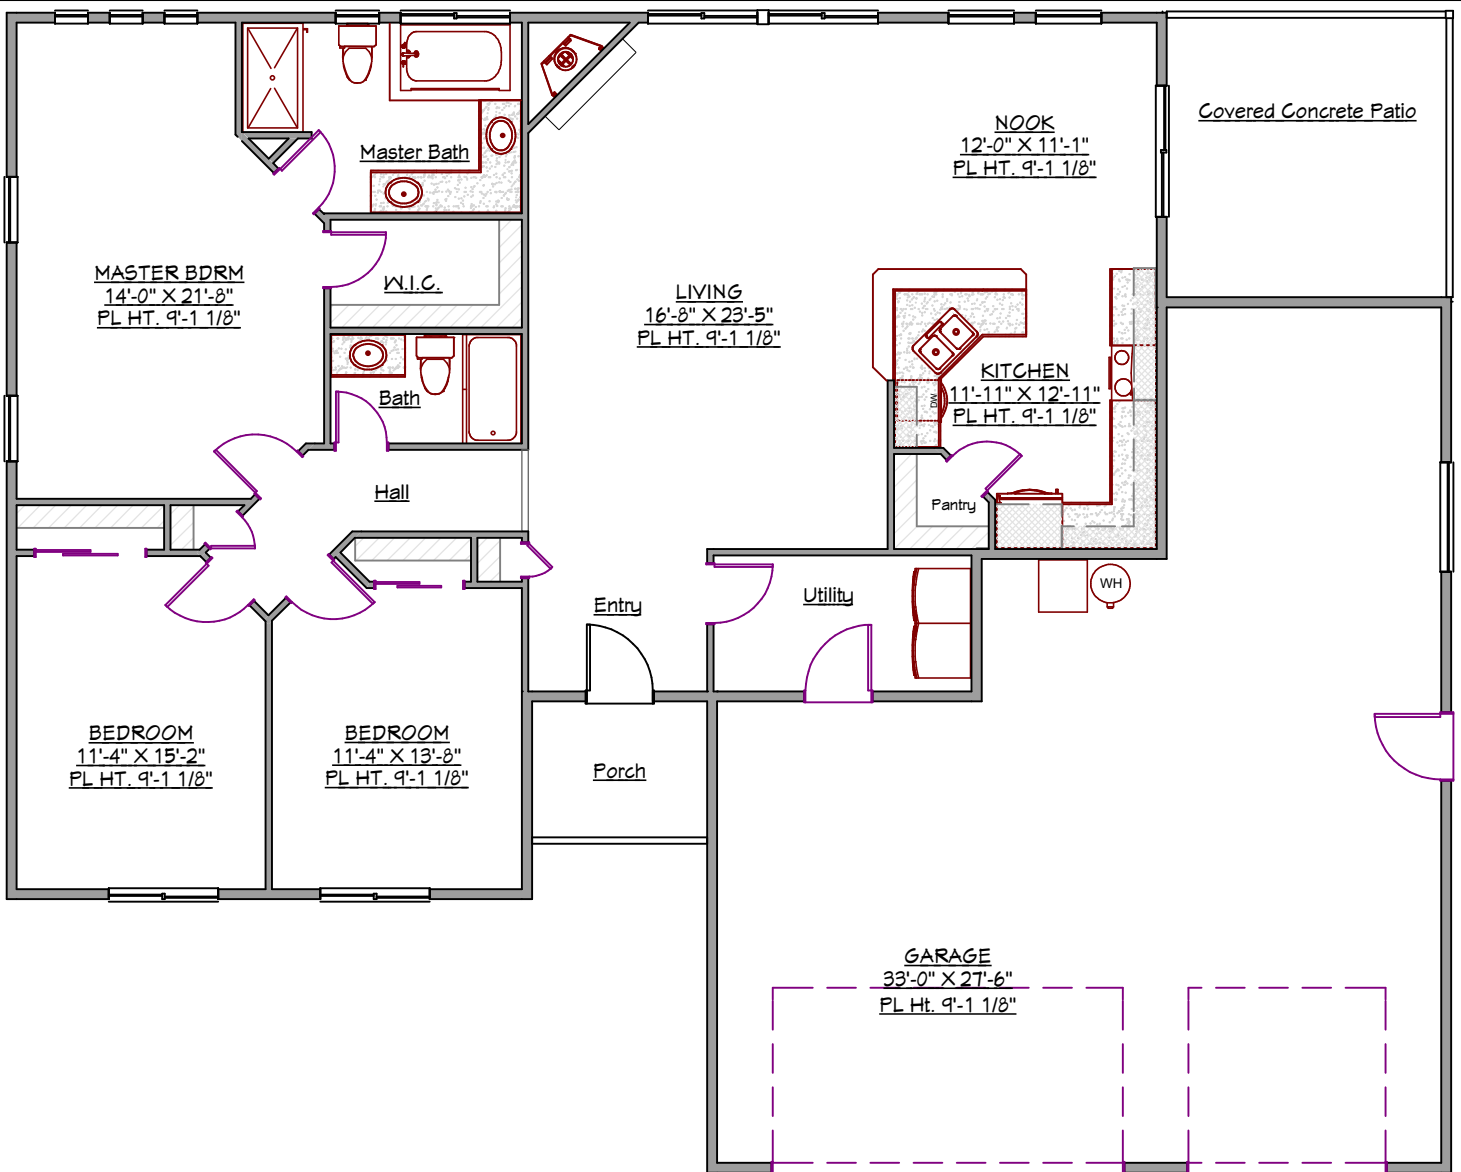 Covered Concrete Patio
NOOK
12'-0" X 11'-1"
PL HT. 9'-1 1/8"
Master Bath
MASTER BDRM
14'-0" X 21'-8"
PL HT. 9'-1 1/8"
W.I.C.
LIVING
16'-8" X 23'-5"
PL HT. 9'-1 1/8"
KITCHEN
11'-11" X 12'-11"
PL HT. 9'-1 1/8"
DW
Bath
Hall
Pantry
WH
Utility
Entry
BEDROOM
11'-4" X 15'-2"
PL HT. 9'-1 1/8"
BEDROOM
11'-4" X 13'-8"
PL HT. 9'-1 1/8"
Porch
GARAGE
33'-0" X 27'-6"
PL Ht. 9'-1 1/8"